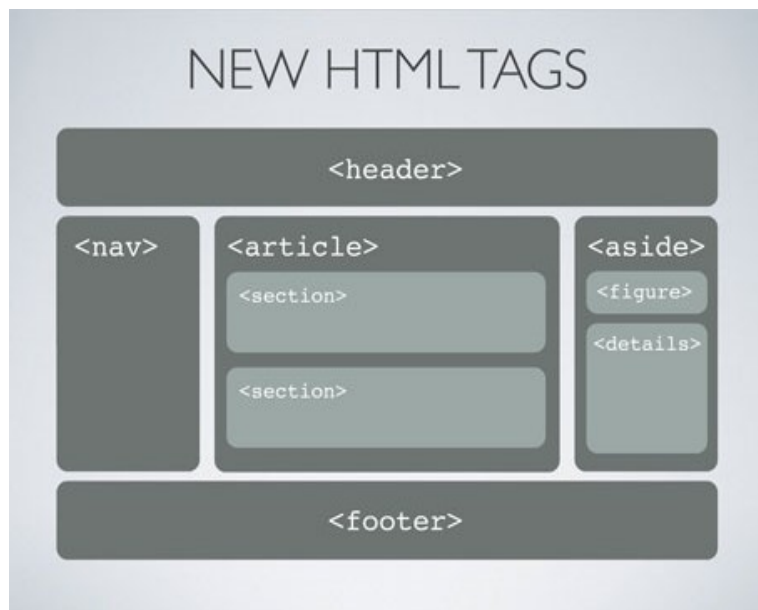 NEW HTML TAGS
<header>
<nav>
<article>
<section>
<section>
<aside>
<figure>
<details>
<footer>